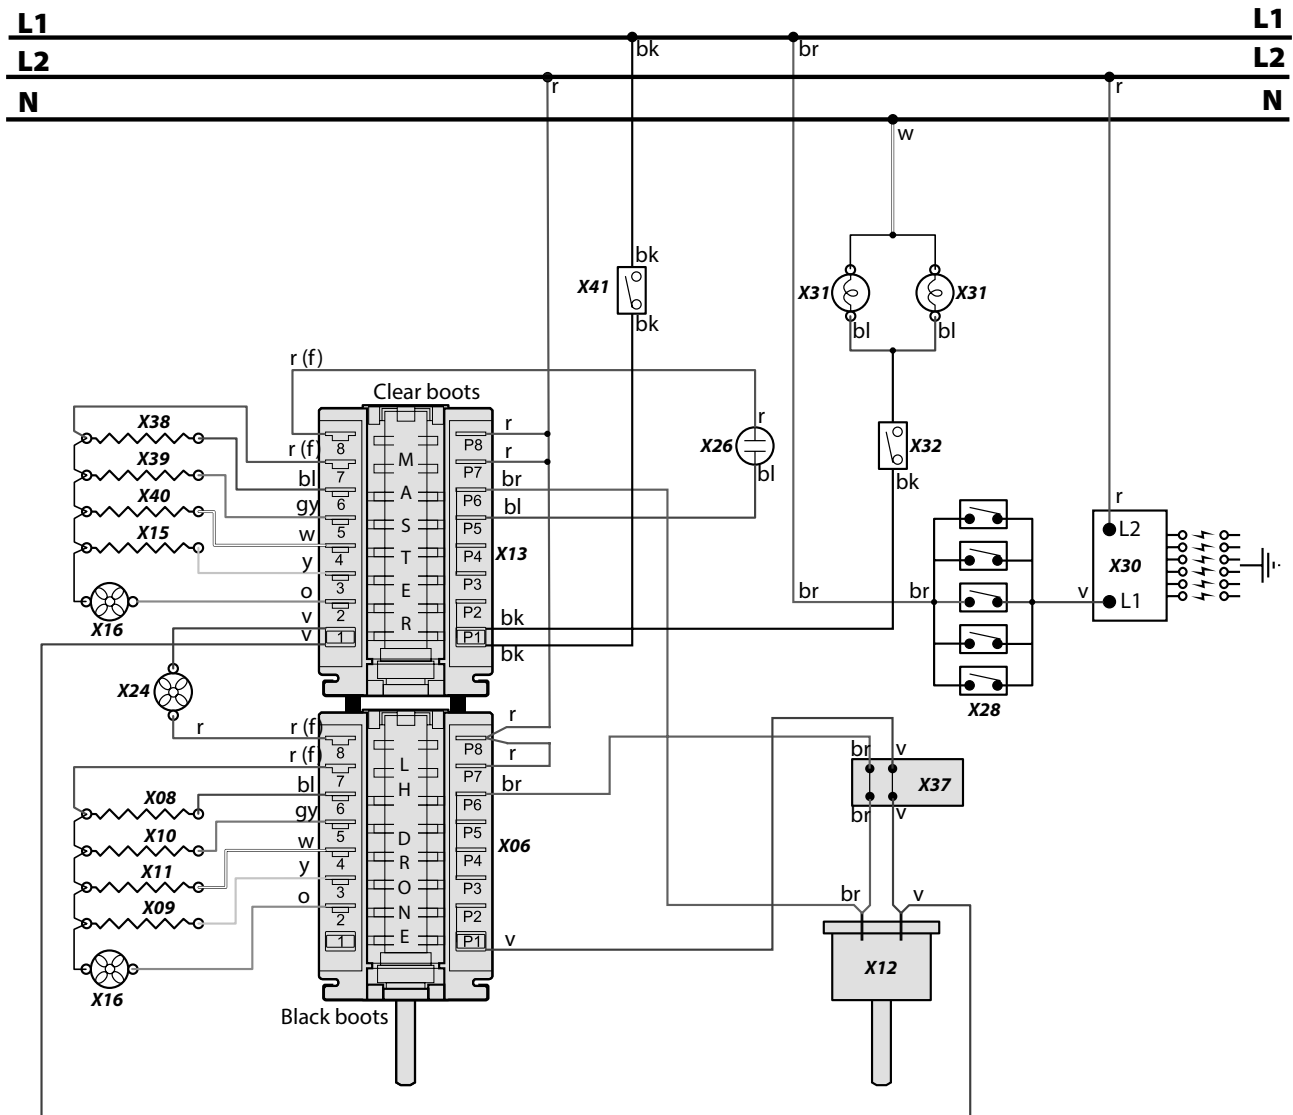 L1 L1
bk br
L2 L2
r r
N N
w
bk
X41
bk
X31 X31
bl bl
r (f)
Clear boots
X38
r (f)
X39
bl
X40
gy
X15
w
y
o
X16
v
v
8
7
6
5
4
3
2
1
M
A
S
T
E
R
P8
P7
P6
P5
P4
P3
P2
P1
r
r
br
bl
X13
bk
bk
r
X26
bl
X32
bk
br br
X28
v
r
L2
X30
L1
X24
r r (f)
r (f)
X08
bl
X10
gy
X11
w
X09
y
o
X16
8
7
6
5
4
3
2
1
L
H
D
R
O
N
E
P8
P7
P6
P5
P4
P3
P2
P1
r
r
br
X06
v
Black boots
br v
X37
br v
br v
X12